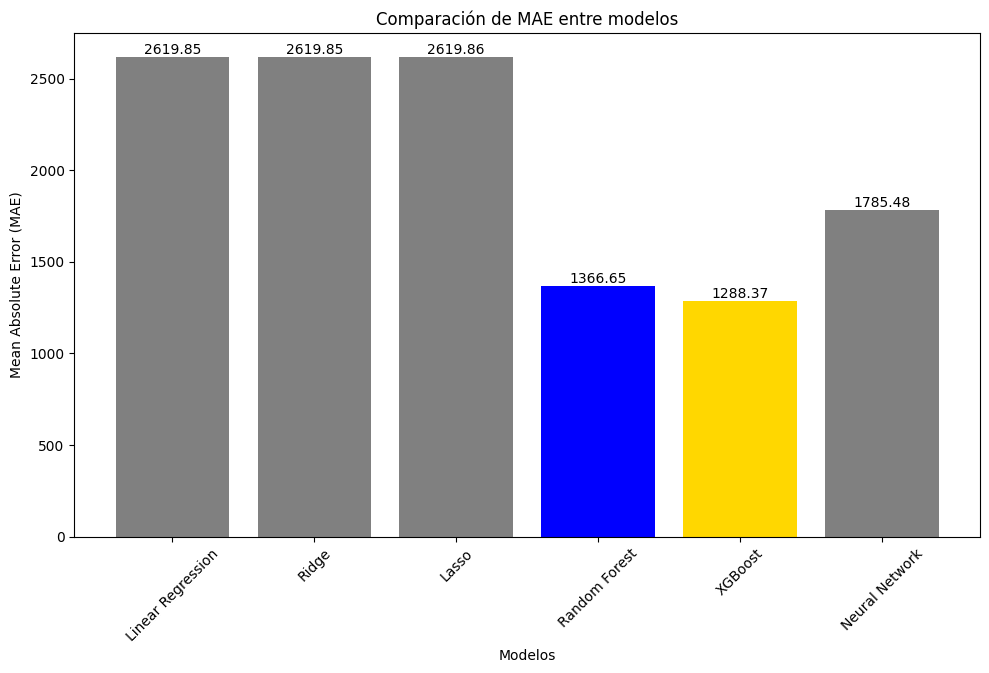 Comparación de MAE entre modelos
2619.85
2619.85
2619.86
1366.65
1288.37
1785.48
Mean Absolute Error (MAE)
2500
2000
1500
1000
500
0
Linear Regression
Ridge
Lasso
Random Forest
XGBoost
Neural Network
Modelos